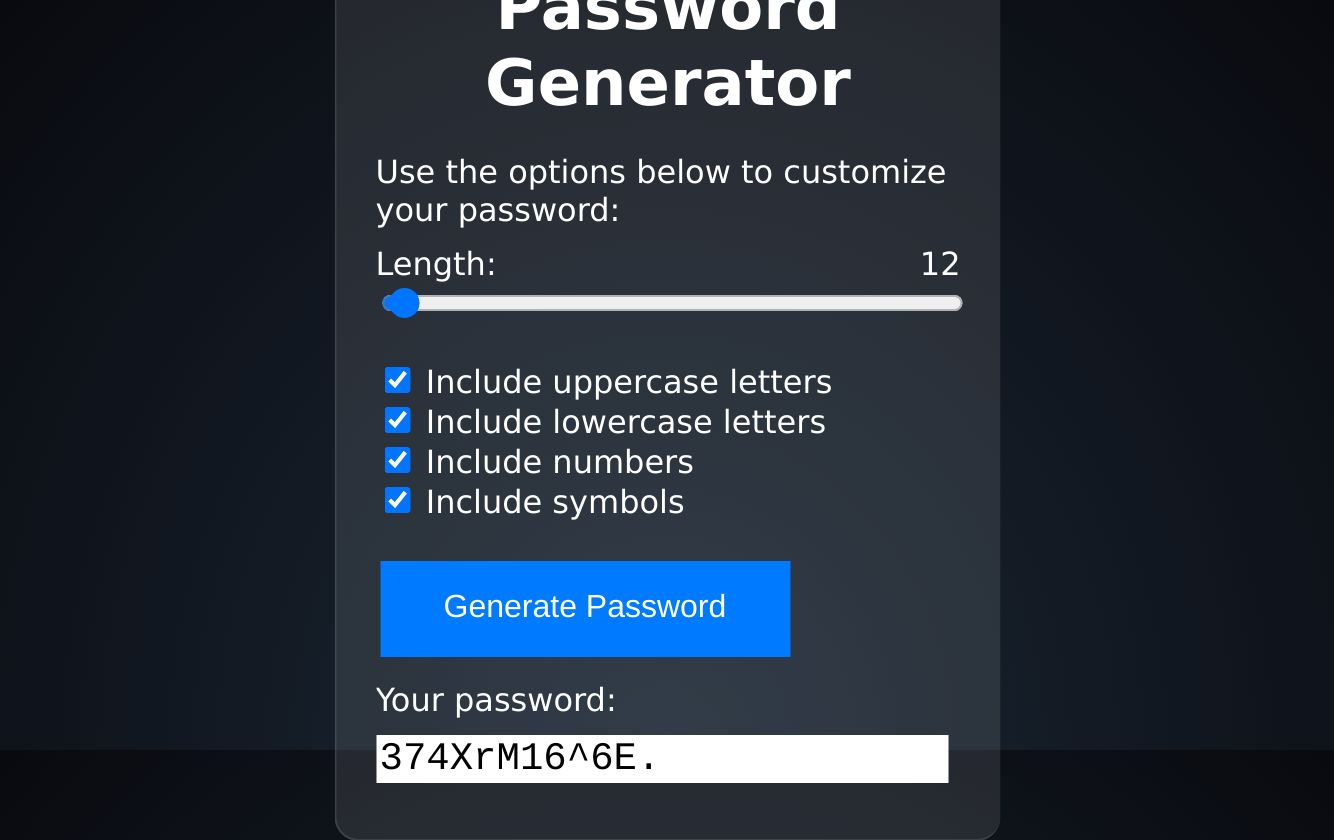 Password
Generator
Use the options below to customize
your password:
Length: 12
Include uppercase letters
Include lowercase letters
Include numbers
Include symbols
Generate Password
Your password:
374XrM16^6E.